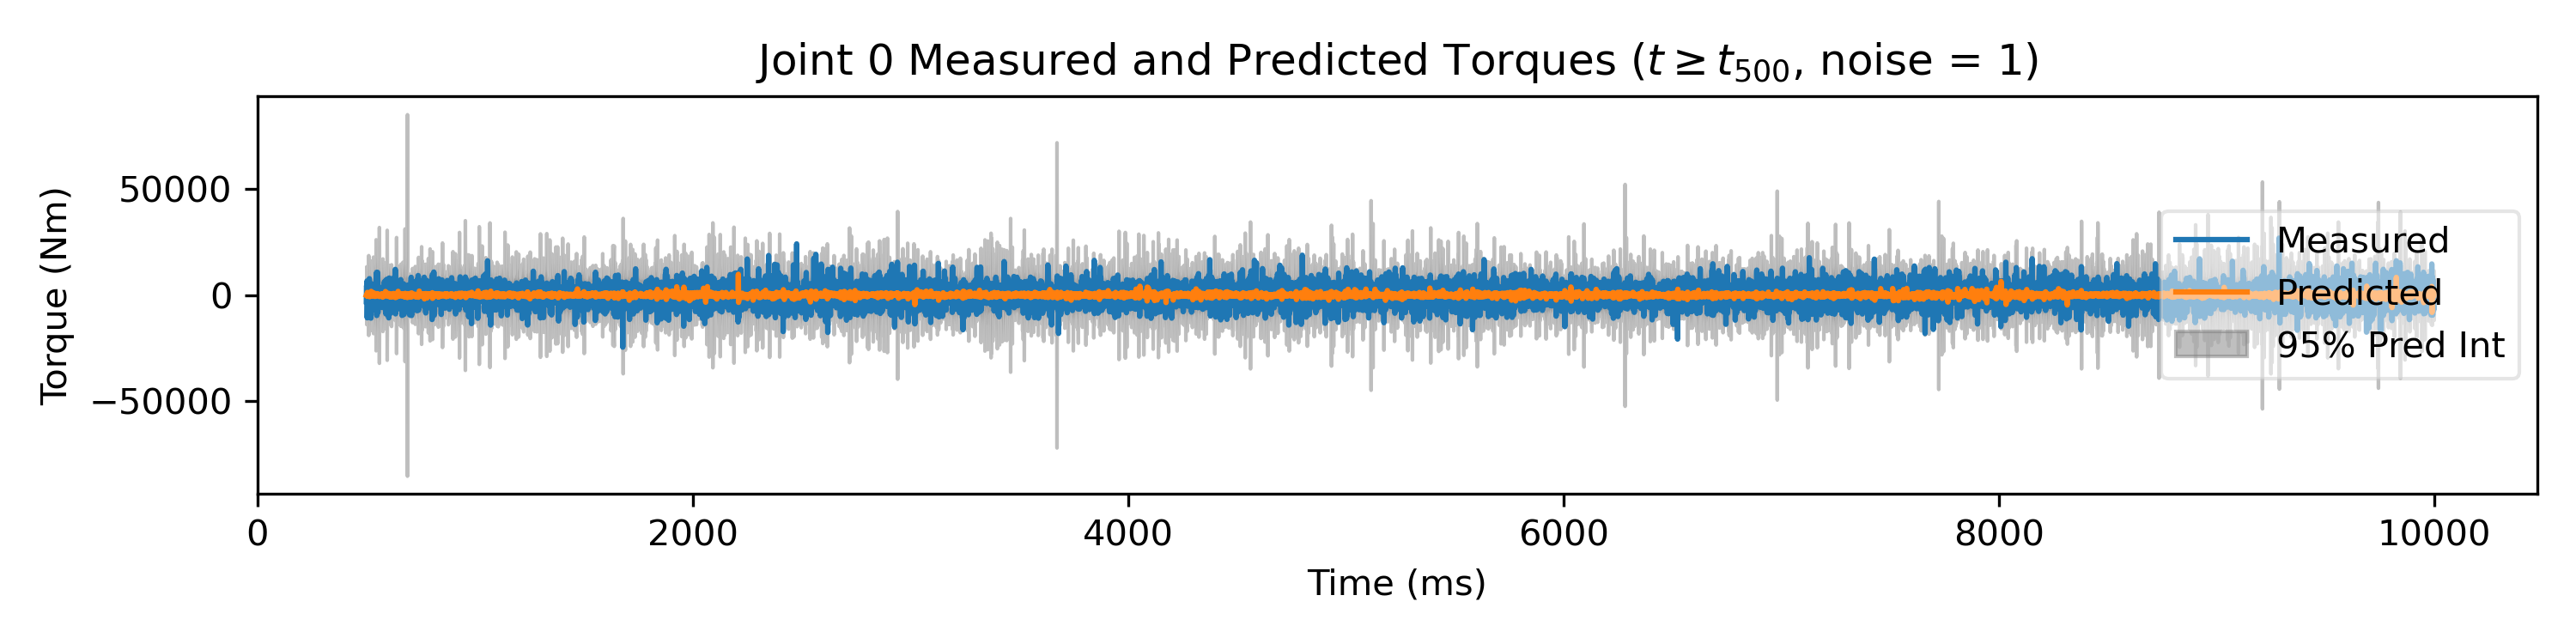 Joint 0 Measured and Predicted Torques (t ≥ t₅₀₀, noise = 1)
Torque (Nm)
50000
0
−50000
Measured
Predicted
95% Pred Int
0 2000 4000 6000 8000 10000
Time (ms)